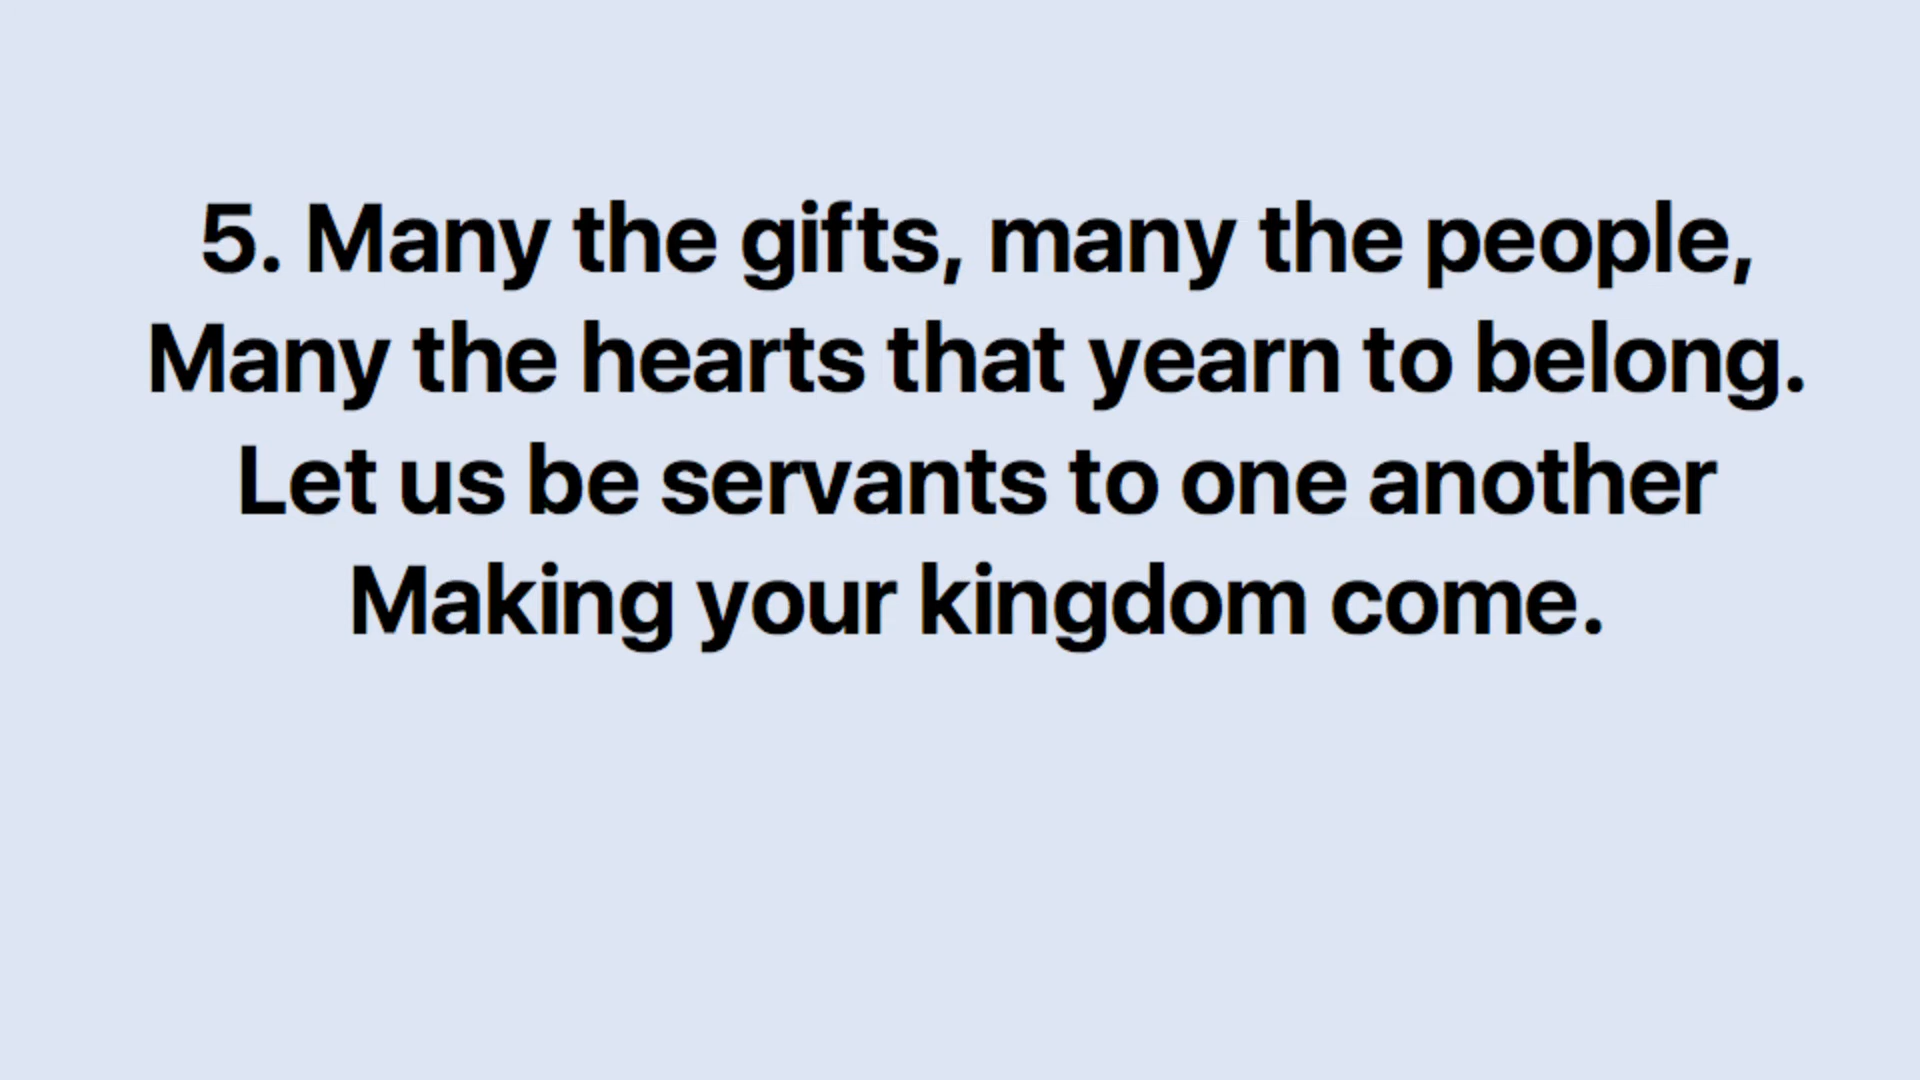 5. Many the gifts, many the people,
Many the hearts that yearn to belong.
Let us be servants to one another
Making your kingdom come.